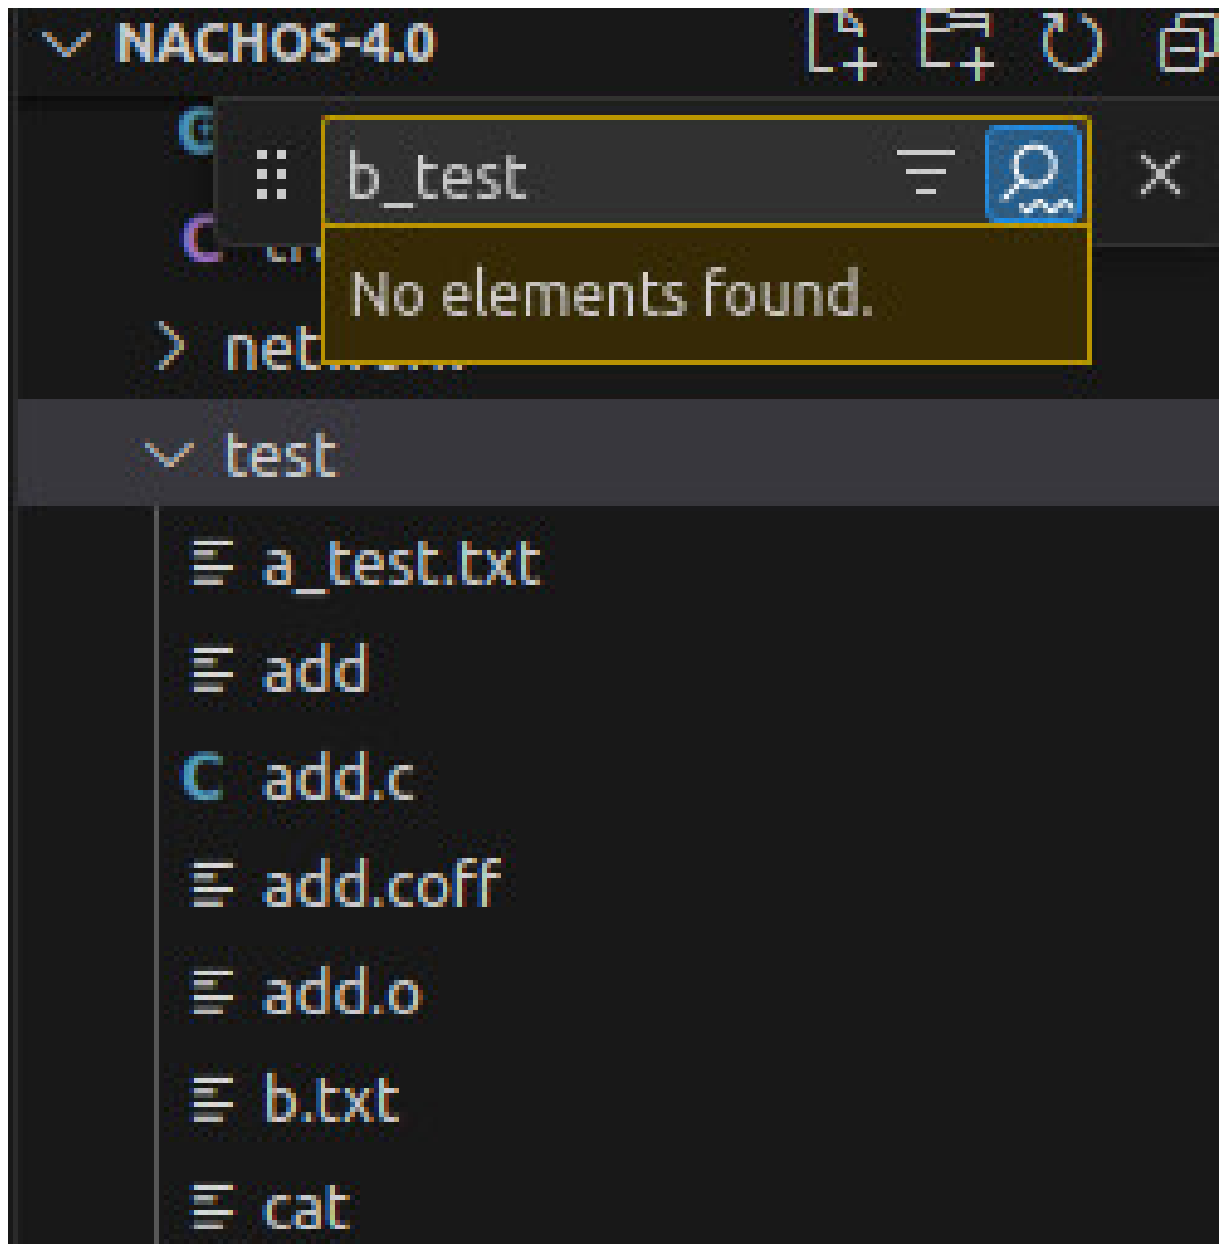 NACHOS-4.0
b_test
No elements found.
test
a_test.txt
add
C add.c
add.coff
add.o
b.txt
cat